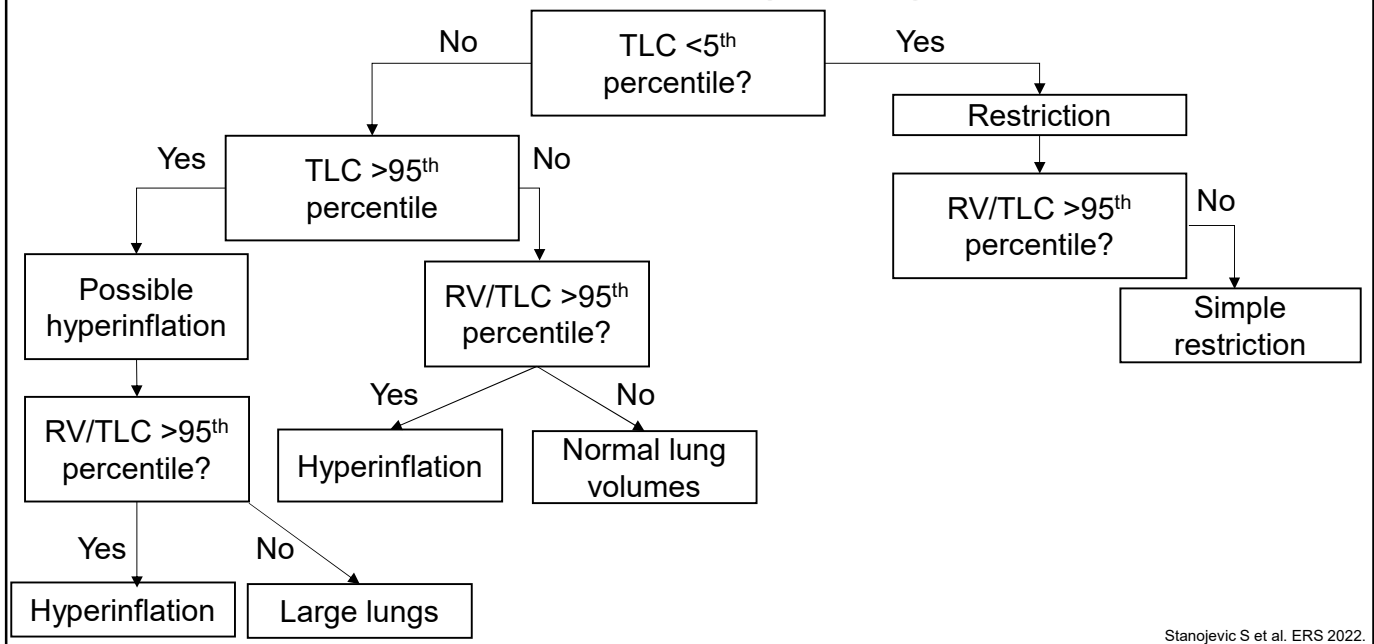 No
TLC <5th
percentile?
Yes
Restriction
Yes
TLC >95th
percentile
No
RV/TLC >95th
percentile?
No
Possible
hyperinflation
RV/TLC >95th
percentile?
Simple
restriction
Yes
No
RV/TLC >95th
percentile?
Hyperinflation
Normal lung
volumes
Yes
No
Hyperinflation
Large lungs
Stanojevic S et al. ERS 2022.